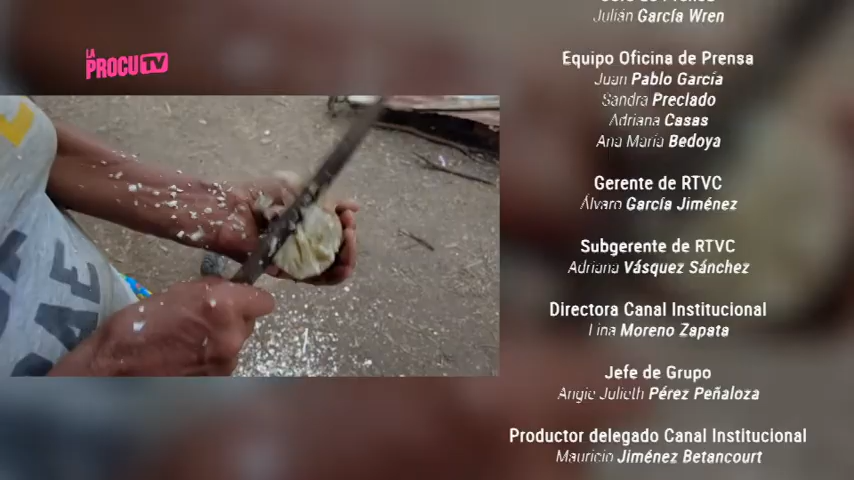 LA
PROCU TV
Julián García Wren
Equipo Oficina de Prensa
Juan Pablo García
Sandra Preciado
Adriana Casas
Ana María Bedoya
Gerente de RTVC
Álvaro García Jiménez
Subgerente de RTVC
Adriana Vásquez Sánchez
Directora Canal Institucional
Lina Moreno Zapata
Jefe de Grupo
Angie Julieth Pérez Peñaloza
Productor delegado Canal Institucional
Mauricio Jiménez Betancourt